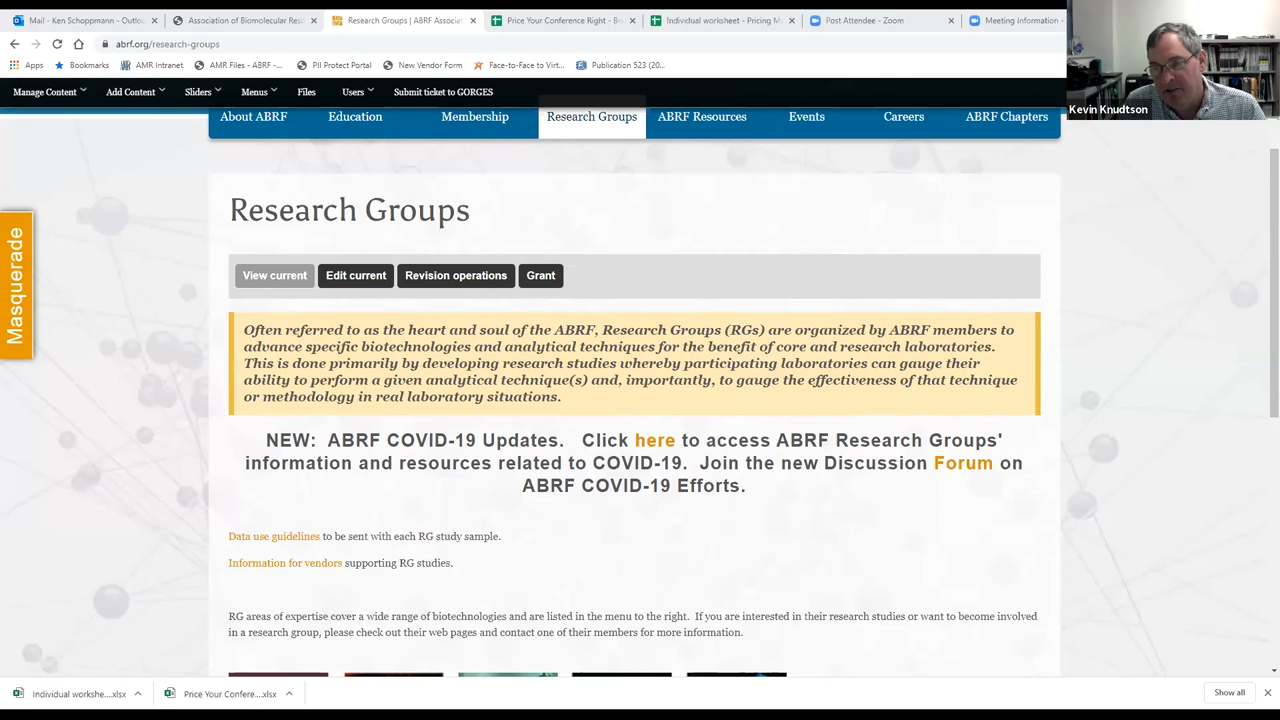 Mail - Ken Schoppmann - Outlo
Association of Biomolecular Res
Research Groups | ABRF Associa
Price Your Conference Right - Bo
Individual worksheet - Pricing M
Post Attendee - Zoom
Meeting Information -
abrf.org/research-groups
Apps
Bookmarks
AMR Intranet
AMR Files - ABRF -...
PII Protect Portal
New Vendor Form
Face-to-Face to Virt...
Publication 523 (20...
Manage Content
Add Content
Sliders
Menus
Files
Users
Submit ticket to GORGES
Kevin Knudtson
About ABRF
Education
Membership
Research Groups
ABRF Resources
Events
Careers
ABRF Chapters
Research Groups
Masquerade
View current
Edit current
Revision operations
Grant
Often referred to as the heart and soul of the ABRF, Research Groups (RGs) are organized by ABRF members to
advance specific biotechnologies and analytical techniques for the benefit of core and research laboratories.
This is done primarily by developing research studies whereby participating laboratories can gauge their
ability to perform a given analytical technique(s) and, importantly, to gauge the effectiveness of that technique
or methodology in real laboratory situations.
NEW: ABRF COVID-19 Updates. Click here to access ABRF Research Groups'
information and resources related to COVID-19. Join the new Discussion Forum on
ABRF COVID-19 Efforts.
Data use guidelines to be sent with each RG study sample.
Information for vendors supporting RG studies.
RG areas of expertise cover a wide range of biotechnologies and are listed in the menu to the right. If you are interested in their research studies or want to become involved
in a research group, please check out their web pages and contact one of their members for more information.
Individual workshe....xlsx
Price Your Confere....xlsx
Show all